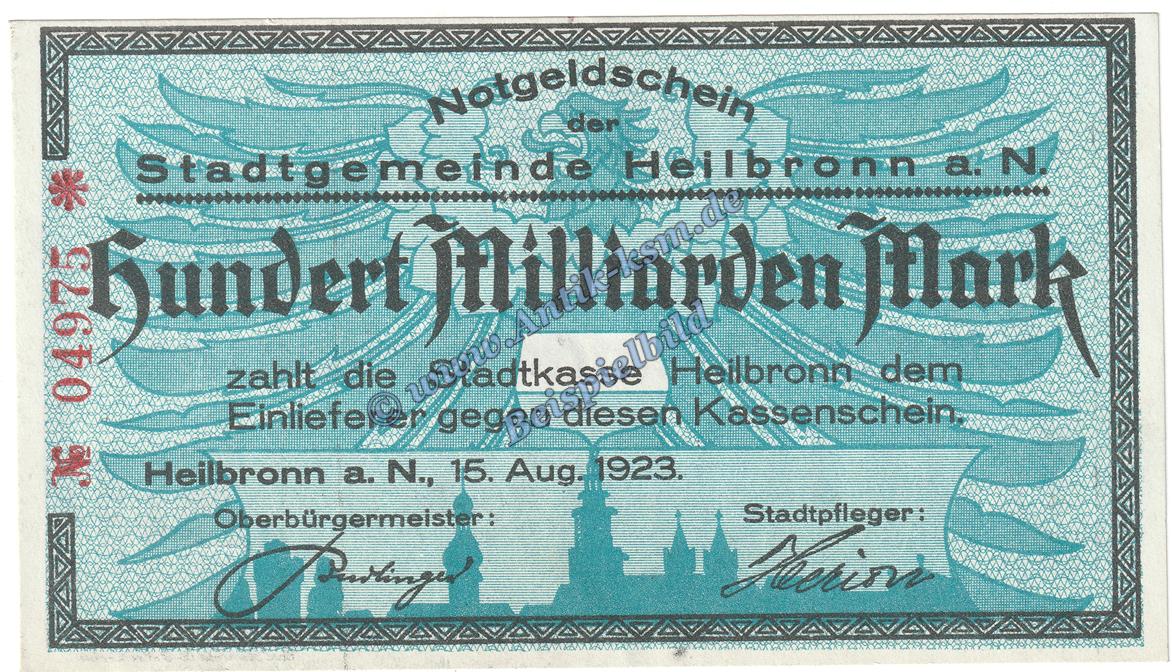 Notgeldschein
der
Stadtgemeinde Heilbronn a. N.
Hundert Milliarden Mark
zahlt die Stadtkasse Heilbronn dem
Einlieferer gegen diesen Kassenschein.
Heilbronn a. N., 15. Aug. 1923.
Oberbürgermeister: Stadtpfleger:
№ 04975 *
© www.Antik-ksm.de
Beispielbild